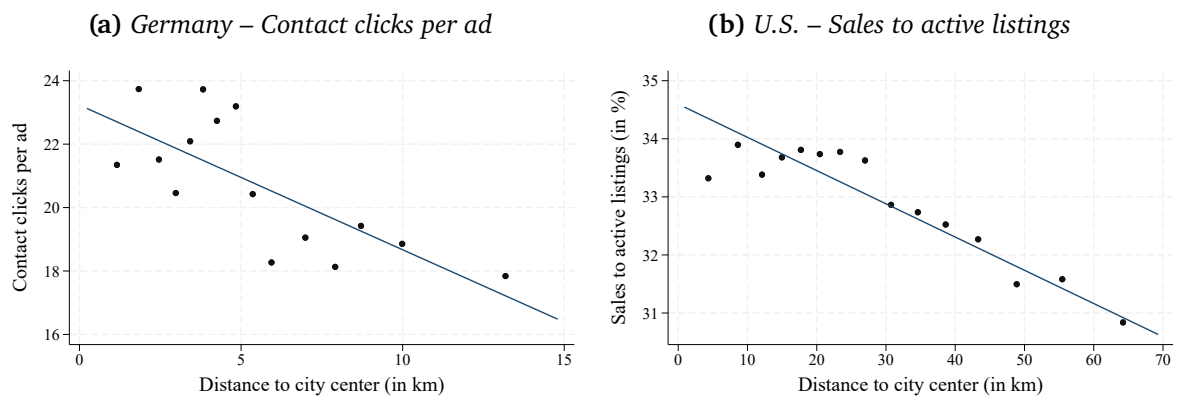 (a) Germany – Contact clicks per ad
Contact clicks per ad
24
22
20
18
16
0 5 10 15
Distance to city center (in km)
(b) U.S. – Sales to active listings
Sales to active listings (in %)
35
34
33
32
31
0 10 20 30 40 50 60 70
Distance to city center (in km)